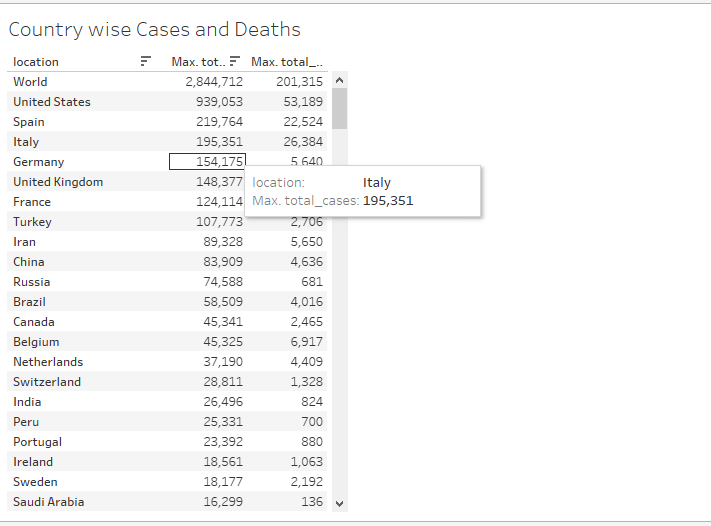 Country wise Cases and Deaths
location Max. tot.. Max. total_..
World 2,844,712 201,315
United States 939,053 53,189
Spain 219,764 22,524
Italy 195,351 26,384
Germany 154,175 5,640
United Kingdom 148,377
location: Italy
France 124,114
Max. total_cases: 195,351
Turkey 107,773 2,706
Iran 89,328 5,650
China 83,909 4,636
Russia 74,588 681
Brazil 58,509 4,016
Canada 45,341 2,465
Belgium 45,325 6,917
Netherlands 37,190 4,409
Switzerland 28,811 1,328
India 26,496 824
Peru 25,331 700
Portugal 23,392 880
Ireland 18,561 1,063
Sweden 18,177 2,192
Saudi Arabia 16,299 136